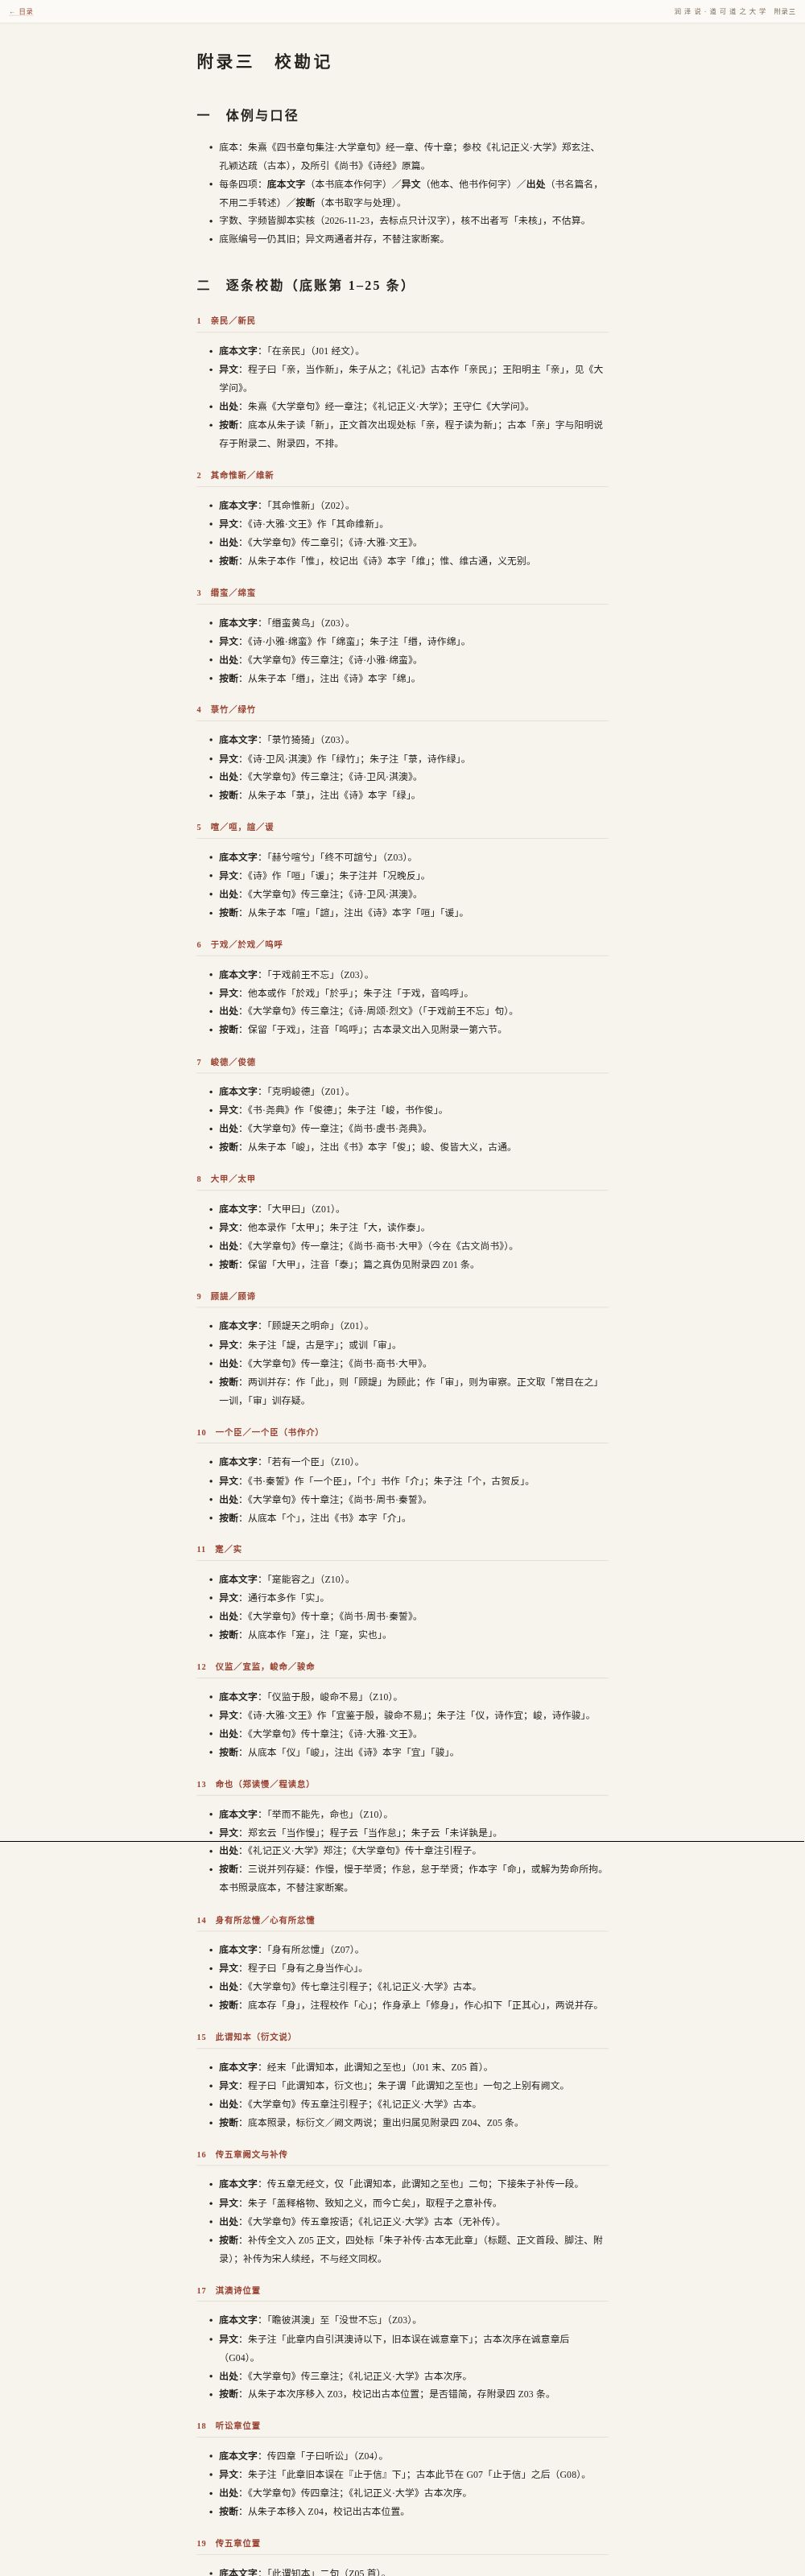 ← 目录
润泽说·道可道之大学 附录三
附录三 校勘记
一 体例与口径
• 底本：朱熹《四书章句集注·大学章句》经一章、传十章；参校《礼记正义·大学》郑玄注、
孔颖达疏（古本），及所引《尚书》《诗经》原篇。
• 每条四项：底本文字（本书底本作何字）／异文（他本、他书作何字）／出处（书名篇名，
不用二手转述）／按断（本书取字与处理）。
• 字数、字频皆脚本实核（2026-11-23，去标点只计汉字），核不出者写「未核」，不估算。
• 底账编号一仍其旧；异文两通者并存，不替注家断案。
二 逐条校勘（底账第 1–25 条）
1 亲民／新民
• 底本文字：「在亲民」（J01 经文）。
• 异文：程子曰「亲，当作新」，朱子从之；《礼记》古本作「亲民」；王阳明主「亲」，见《大
学问》。
• 出处：朱熹《大学章句》经一章注；《礼记正义·大学》；王守仁《大学问》。
• 按断：底本从朱子读「新」，正文首次出现处标「亲，程子读为新」；古本「亲」字与阳明说
存于附录二、附录四，不排。
2 其命惟新／维新
• 底本文字：「其命惟新」（Z02）。
• 异文：《诗·大雅·文王》作「其命维新」。
• 出处：《大学章句》传二章引；《诗·大雅·文王》。
• 按断：从朱子本作「惟」，校记出《诗》本字「维」；惟、维古通，义无别。
3 缗蛮／绵蛮
• 底本文字：「缗蛮黄鸟」（Z03）。
• 异文：《诗·小雅·绵蛮》作「绵蛮」；朱子注「缗，诗作绵」。
• 出处：《大学章句》传三章注；《诗·小雅·绵蛮》。
• 按断：从朱子本「缗」，注出《诗》本字「绵」。
4 菉竹／绿竹
• 底本文字：「菉竹猗猗」（Z03）。
• 异文：《诗·卫风·淇澳》作「绿竹」；朱子注「菉，诗作绿」。
• 出处：《大学章句》传三章注；《诗·卫风·淇澳》。
• 按断：从朱子本「菉」，注出《诗》本字「绿」。
5 喧／咺，諠／谖
• 底本文字：「赫兮喧兮」「终不可諠兮」（Z03）。
• 异文：《诗》作「咺」「谖」；朱子注并「况晚反」。
• 出处：《大学章句》传三章注；《诗·卫风·淇澳》。
• 按断：从朱子本「喧」「諠」，注出《诗》本字「咺」「谖」。
6 于戏／於戏／呜呼
• 底本文字：「于戏前王不忘」（Z03）。
• 异文：他本或作「於戏」「於乎」；朱子注「于戏，音呜呼」。
• 出处：《大学章句》传三章注；《诗·周颂·烈文》（「于戏前王不忘」句）。
• 按断：保留「于戏」，注音「呜呼」；古本录文出入见附录一第六节。
7 峻德／俊德
• 底本文字：「克明峻德」（Z01）。
• 异文：《书·尧典》作「俊德」；朱子注「峻，书作俊」。
• 出处：《大学章句》传一章注；《尚书·虞书·尧典》。
• 按断：从朱子本「峻」，注出《书》本字「俊」；峻、俊皆大义，古通。
8 大甲／太甲
• 底本文字：「大甲曰」（Z01）。
• 异文：他本录作「太甲」；朱子注「大，读作泰」。
• 出处：《大学章句》传一章注；《尚书·商书·大甲》（今在《古文尚书》）。
• 按断：保留「大甲」，注音「泰」；篇之真伪见附录四 Z01 条。
9 顾諟／顾谛
• 底本文字：「顾諟天之明命」（Z01）。
• 异文：朱子注「諟，古是字」；或训「审」。
• 出处：《大学章句》传一章注；《尚书·商书·大甲》。
• 按断：两训并存：作「此」，则「顾諟」为顾此；作「审」，则为审察。正文取「常目在之」
一训，「审」训存疑。
10 一个臣／一个臣（书作介）
• 底本文字：「若有一个臣」（Z10）。
• 异文：《书·秦誓》作「一个臣」，「个」书作「介」；朱子注「个，古贺反」。
• 出处：《大学章句》传十章注；《尚书·周书·秦誓》。
• 按断：从底本「个」，注出《书》本字「介」。
11 寔／实
• 底本文字：「寔能容之」（Z10）。
• 异文：通行本多作「实」。
• 出处：《大学章句》传十章；《尚书·周书·秦誓》。
• 按断：从底本作「寔」，注「寔，实也」。
12 仪监／宜监，峻命／骏命
• 底本文字：「仪监于殷，峻命不易」（Z10）。
• 异文：《诗·大雅·文王》作「宜鉴于殷，骏命不易」；朱子注「仪，诗作宜；峻，诗作骏」。
• 出处：《大学章句》传十章注；《诗·大雅·文王》。
• 按断：从底本「仪」「峻」，注出《诗》本字「宜」「骏」。
13 命也（郑读慢／程读怠）
• 底本文字：「举而不能先，命也」（Z10）。
• 异文：郑玄云「当作慢」；程子云「当作怠」；朱子云「未详孰是」。
• 出处：《礼记正义·大学》郑注；《大学章句》传十章注引程子。
• 按断：三说并列存疑：作慢，慢于举贤；作怠，怠于举贤；作本字「命」，或解为势命所拘。
本书照录底本，不替注家断案。
14 身有所忿懥／心有所忿懥
• 底本文字：「身有所忿懥」（Z07）。
• 异文：程子曰「身有之身当作心」。
• 出处：《大学章句》传七章注引程子；《礼记正义·大学》古本。
• 按断：底本存「身」，注程校作「心」；作身承上「修身」，作心扣下「正其心」，两说并存。
15 此谓知本（衍文说）
• 底本文字：经末「此谓知本，此谓知之至也」（J01 末、Z05 首）。
• 异文：程子曰「此谓知本，衍文也」；朱子谓「此谓知之至也」一句之上别有阙文。
• 出处：《大学章句》传五章注引程子；《礼记正义·大学》古本。
• 按断：底本照录，标衍文／阙文两说；重出归属见附录四 Z04、Z05 条。
16 传五章阙文与补传
• 底本文字：传五章无经文，仅「此谓知本，此谓知之至也」二句；下接朱子补传一段。
• 异文：朱子「盖释格物、致知之义，而今亡矣」，取程子之意补传。
• 出处：《大学章句》传五章按语；《礼记正义·大学》古本（无补传）。
• 按断：补传全文入 Z05 正文，四处标「朱子补传·古本无此章」（标题、正文首段、脚注、附
录）；补传为宋人续经，不与经文同权。
17 淇澳诗位置
• 底本文字：「瞻彼淇澳」至「没世不忘」（Z03）。
• 异文：朱子注「此章内自引淇澳诗以下，旧本误在诚意章下」；古本次序在诚意章后
（G04）。
• 出处：《大学章句》传三章注；《礼记正义·大学》古本次序。
• 按断：从朱子本次序移入 Z03，校记出古本位置；是否错简，存附录四 Z03 条。
18 听讼章位置
• 底本文字：传四章「子曰听讼」（Z04）。
• 异文：朱子注「此章旧本误在『止于信』下」；古本此节在 G07「止于信」之后（G08）。
• 出处：《大学章句》传四章注；《礼记正义·大学》古本次序。
• 按断：从朱子本移入 Z04，校记出古本位置。
19 传五章位置
• 底本文字：「此谓知本」二句（Z05 首）。